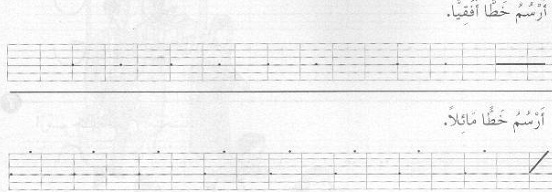 أَرْسُمُ خَطًّا أُفُقِيًّا.
أَرْسُمُ خَطًّا مَائِلاً.